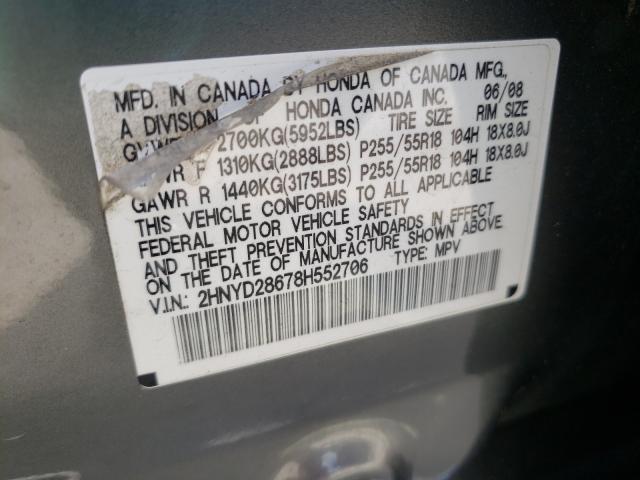 MFD. IN CANADA BY HONDA OF CANADA MFG.,
A DIVISION OF HONDA CANADA INC. 06/08
GVWR 2700KG(5952LBS) TIRE SIZE RIM SIZE
F 1310KG(2888LBS) P255/55R18 104H 18X8.0J
GAWR R 1440KG(3175LBS) P255/55R18 104H 18X8.0J
THIS VEHICLE CONFORMS TO ALL APPLICABLE
FEDERAL MOTOR VEHICLE SAFETY
AND THEFT PREVENTION STANDARDS IN EFFECT
ON THE DATE OF MANUFACTURE SHOWN ABOVE.
V.I.N.: 2HNYD28678H552706 TYPE: MPV